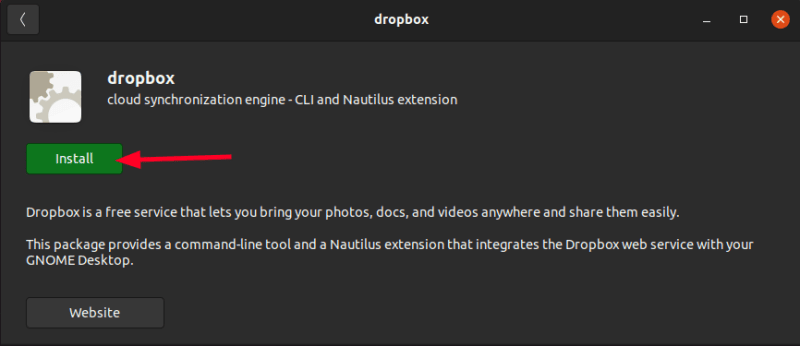 dropbox
dropbox
cloud synchronization engine - CLI and Nautilus extension
Install
Dropbox is a free service that lets you bring your photos, docs, and videos anywhere and share them easily.
This package provides a command-line tool and a Nautilus extension that integrates the Dropbox web service with your
GNOME Desktop.
Website